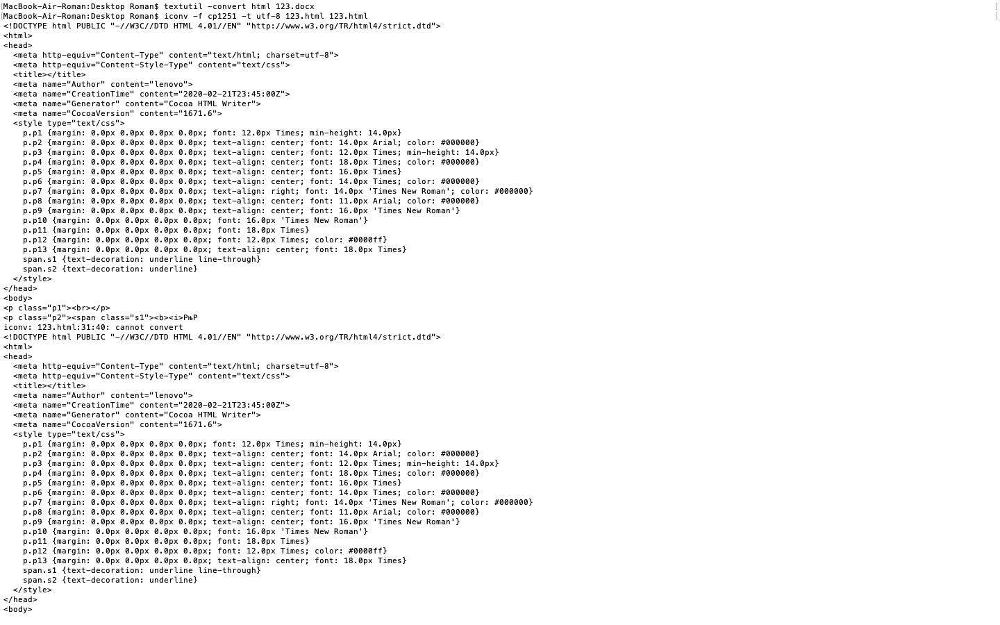 MacBook-Air-Roman:Desktop Roman$ textutil -convert html 123.docx
MacBook-Air-Roman:Desktop Roman$ iconv -f cp1251 -t utf-8 123.html 123.html
<!DOCTYPE html PUBLIC "-//W3C//DTD HTML 4.01//EN" "http://www.w3.org/TR/html4/strict.dtd">
<html>
<head>
  <meta http-equiv="Content-Type" content="text/html; charset=utf-8">
  <meta http-equiv="Content-Style-Type" content="text/css">
  <title></title>
  <meta name="Author" content="lenovo">
  <meta name="CreationTime" content="2020-02-21T23:45:00Z">
  <meta name="Generator" content="Cocoa HTML Writer">
  <meta name="CocoaVersion" content="1671.6">
  <style type="text/css">
    p.p1 {margin: 0.0px 0.0px 0.0px 0.0px; font: 12.0px Times; min-height: 14.0px}
    p.p2 {margin: 0.0px 0.0px 0.0px 0.0px; text-align: center; font: 14.0px Arial; color: #000000}
    p.p3 {margin: 0.0px 0.0px 0.0px 0.0px; text-align: center; font: 12.0px Times; min-height: 14.0px}
    p.p4 {margin: 0.0px 0.0px 0.0px 0.0px; text-align: center; font: 18.0px Times; color: #000000}
    p.p5 {margin: 0.0px 0.0px 0.0px 0.0px; text-align: center; font: 16.0px Times}
    p.p6 {margin: 0.0px 0.0px 0.0px 0.0px; text-align: center; font: 14.0px Times; color: #000000}
    p.p7 {margin: 0.0px 0.0px 0.0px 0.0px; text-align: right; font: 14.0px 'Times New Roman'; color: #000000}
    p.p8 {margin: 0.0px 0.0px 0.0px 0.0px; text-align: center; font: 11.0px Arial; color: #000000}
    p.p9 {margin: 0.0px 0.0px 0.0px 0.0px; text-align: center; font: 16.0px 'Times New Roman'}
    p.p10 {margin: 0.0px 0.0px 0.0px 0.0px; font: 16.0px 'Times New Roman'}
    p.p11 {margin: 0.0px 0.0px 0.0px 0.0px; font: 18.0px Times}
    p.p12 {margin: 0.0px 0.0px 0.0px 0.0px; font: 12.0px Times; color: #0000ff}
    p.p13 {margin: 0.0px 0.0px 0.0px 0.0px; text-align: center; font: 18.0px Times}
    span.s1 {text-decoration: underline line-through}
    span.s2 {text-decoration: underline}
  </style>
</head>
<body>
<p class="p1"><br></p>
<p class="p2"><span class="s1"><b><i>РњР
iconv: 123.html:31:40: cannot convert
<!DOCTYPE html PUBLIC "-//W3C//DTD HTML 4.01//EN" "http://www.w3.org/TR/html4/strict.dtd">
<html>
<head>
  <meta http-equiv="Content-Type" content="text/html; charset=utf-8">
  <meta http-equiv="Content-Style-Type" content="text/css">
  <title></title>
  <meta name="Author" content="lenovo">
  <meta name="CreationTime" content="2020-02-21T23:45:00Z">
  <meta name="Generator" content="Cocoa HTML Writer">
  <meta name="CocoaVersion" content="1671.6">
  <style type="text/css">
    p.p1 {margin: 0.0px 0.0px 0.0px 0.0px; font: 12.0px Times; min-height: 14.0px}
    p.p2 {margin: 0.0px 0.0px 0.0px 0.0px; text-align: center; font: 14.0px Arial; color: #000000}
    p.p3 {margin: 0.0px 0.0px 0.0px 0.0px; text-align: center; font: 12.0px Times; min-height: 14.0px}
    p.p4 {margin: 0.0px 0.0px 0.0px 0.0px; text-align: center; font: 18.0px Times; color: #000000}
    p.p5 {margin: 0.0px 0.0px 0.0px 0.0px; text-align: center; font: 16.0px Times}
    p.p6 {margin: 0.0px 0.0px 0.0px 0.0px; text-align: center; font: 14.0px Times; color: #000000}
    p.p7 {margin: 0.0px 0.0px 0.0px 0.0px; text-align: right; font: 14.0px 'Times New Roman'; color: #000000}
    p.p8 {margin: 0.0px 0.0px 0.0px 0.0px; text-align: center; font: 11.0px Arial; color: #000000}
    p.p9 {margin: 0.0px 0.0px 0.0px 0.0px; text-align: center; font: 16.0px 'Times New Roman'}
    p.p10 {margin: 0.0px 0.0px 0.0px 0.0px; font: 16.0px 'Times New Roman'}
    p.p11 {margin: 0.0px 0.0px 0.0px 0.0px; font: 18.0px Times}
    p.p12 {margin: 0.0px 0.0px 0.0px 0.0px; font: 12.0px Times; color: #0000ff}
    p.p13 {margin: 0.0px 0.0px 0.0px 0.0px; text-align: center; font: 18.0px Times}
    span.s1 {text-decoration: underline line-through}
    span.s2 {text-decoration: underline}
  </style>
</head>
<body>